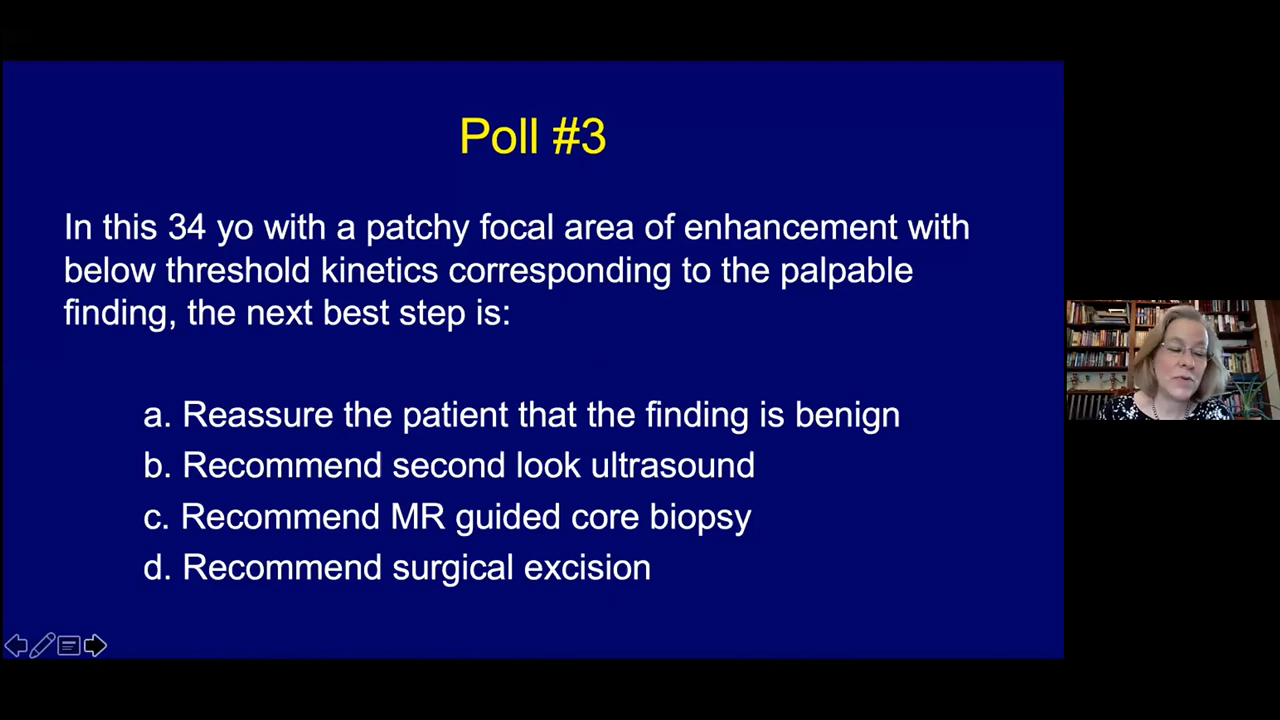 Poll #3
In this 34 yo with a patchy focal area of enhancement with
below threshold kinetics corresponding to the palpable
finding, the next best step is:
a. Reassure the patient that the finding is benign
b. Recommend second look ultrasound
c. Recommend MR guided core biopsy
d. Recommend surgical excision